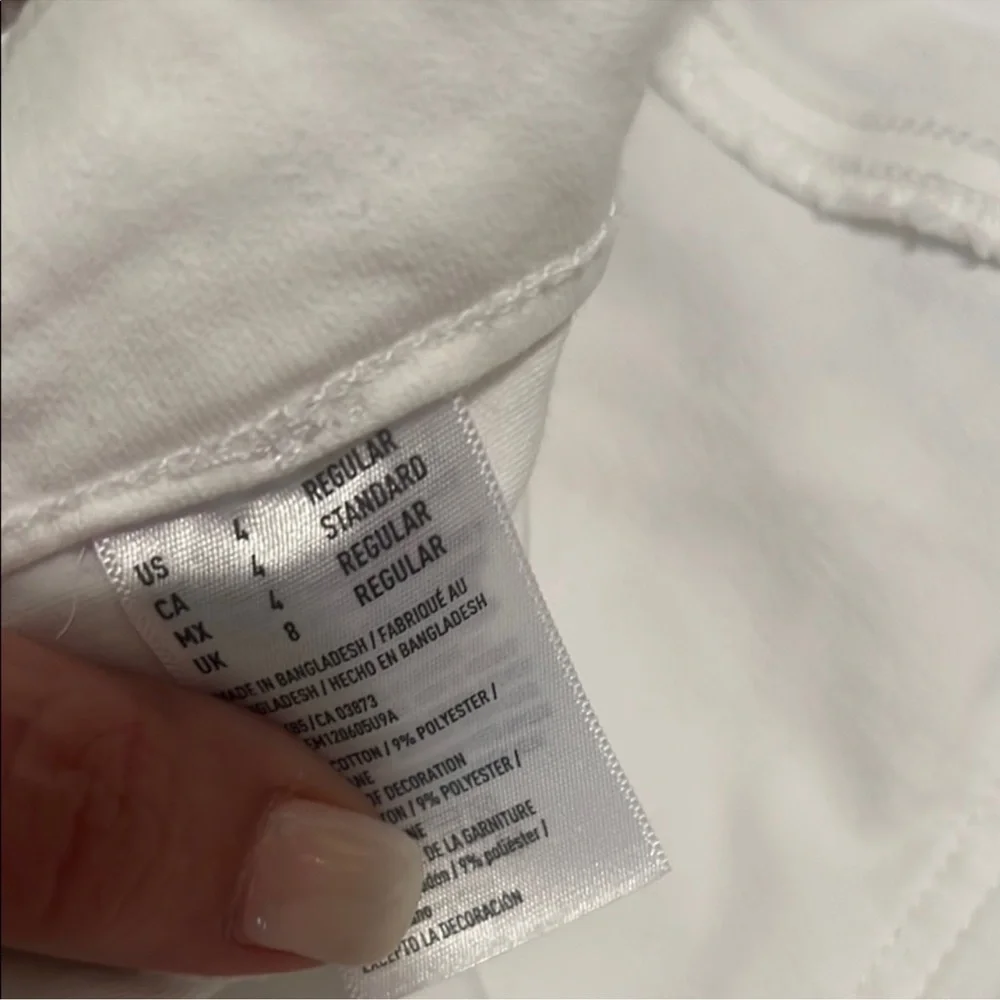 US 4 REGULAR
CA 4 STANDARD
MX 4 REGULAR
UK 8 REGULAR
MADE IN BANGLADESH / FABRIQUÉ AU
BANGLADESH / HECHO EN BANGLADESH
/ CA 03873
COTTON / 9% POLYESTER /
OF DECORATION
/ 9% POLYESTER /
DE LA GARNITURE
/ 9% poliéster /
EXCEPTO LA DECORACIÓN